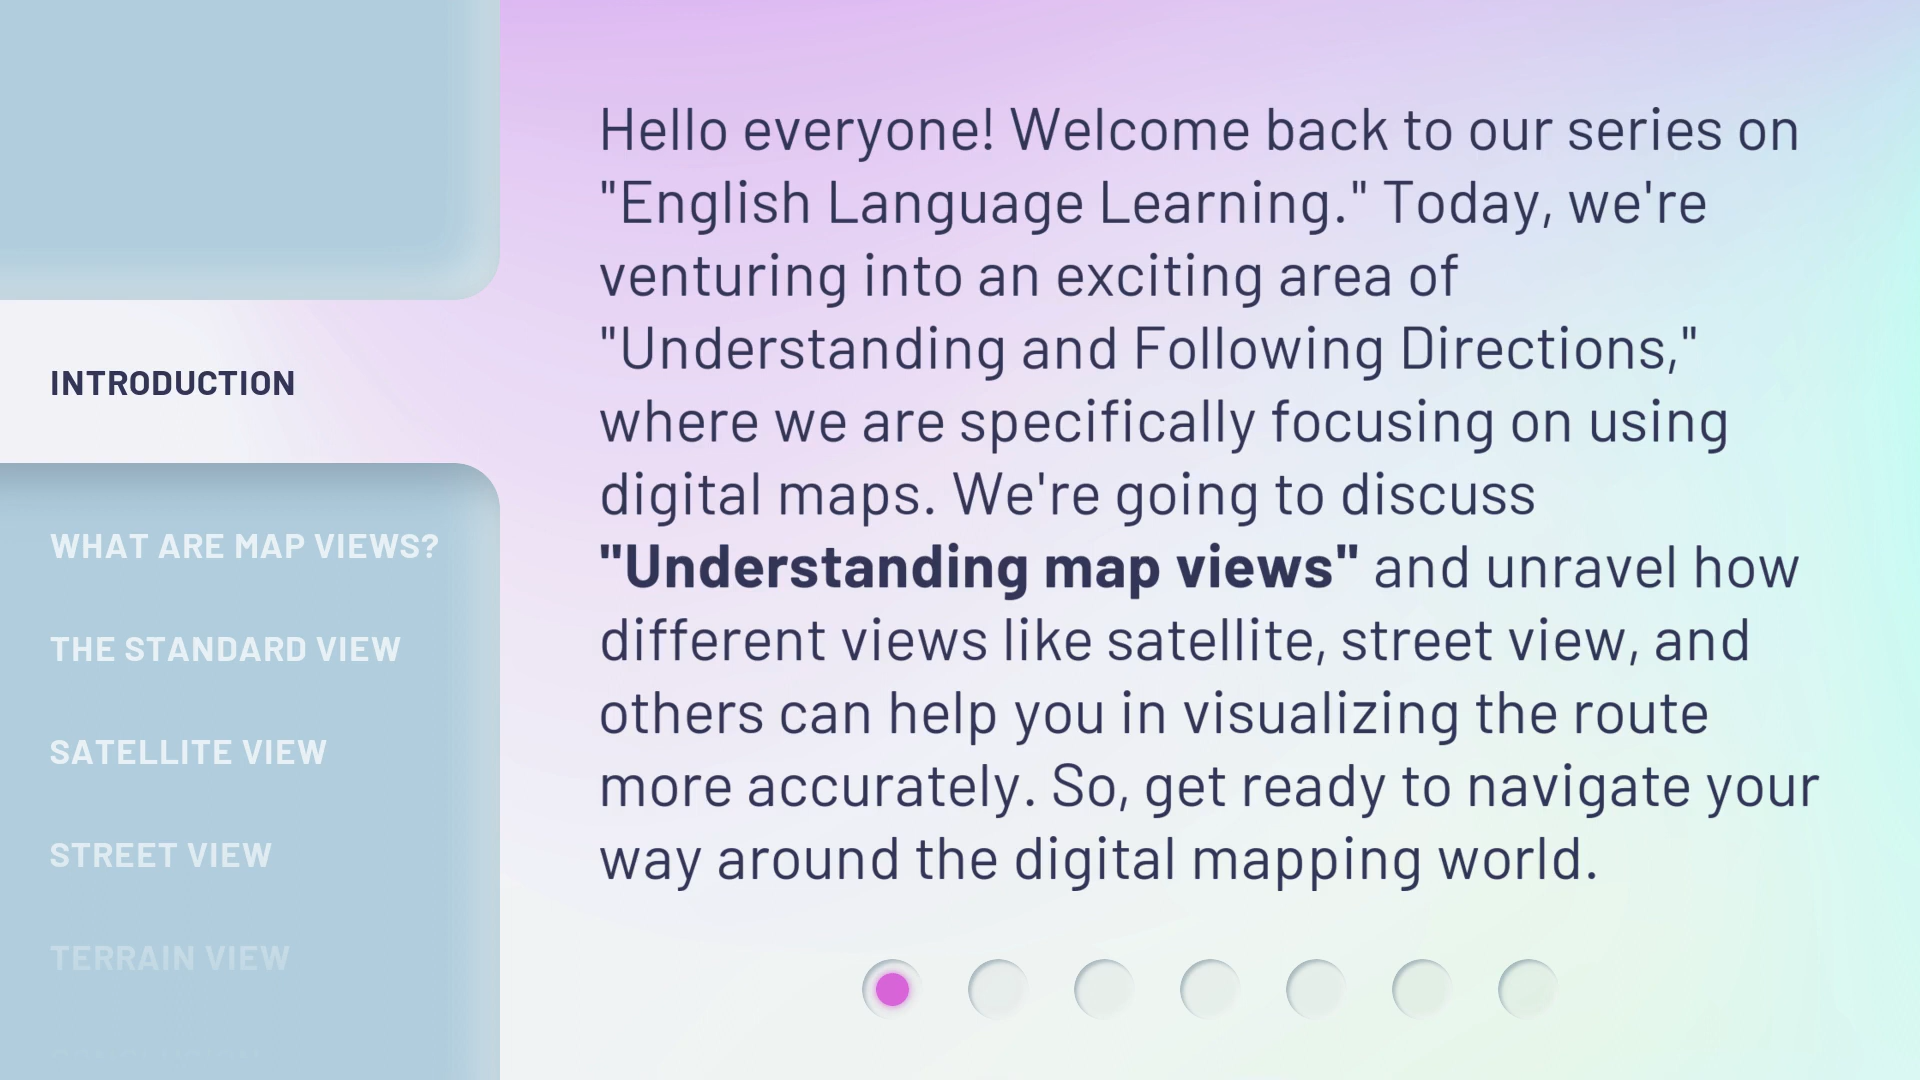 INTRODUCTION
WHAT ARE MAP VIEWS?
THE STANDARD VIEW
SATELLITE VIEW
STREET VIEW
TERRAIN VIEW
Hello everyone! Welcome back to our series on
"English Language Learning." Today, we're
venturing into an exciting area of
"Understanding and Following Directions,"
where we are specifically focusing on using
digital maps. We're going to discuss
"Understanding map views" and unravel how
different views like satellite, street view, and
others can help you in visualizing the route
more accurately. So, get ready to navigate your
way around the digital mapping world.